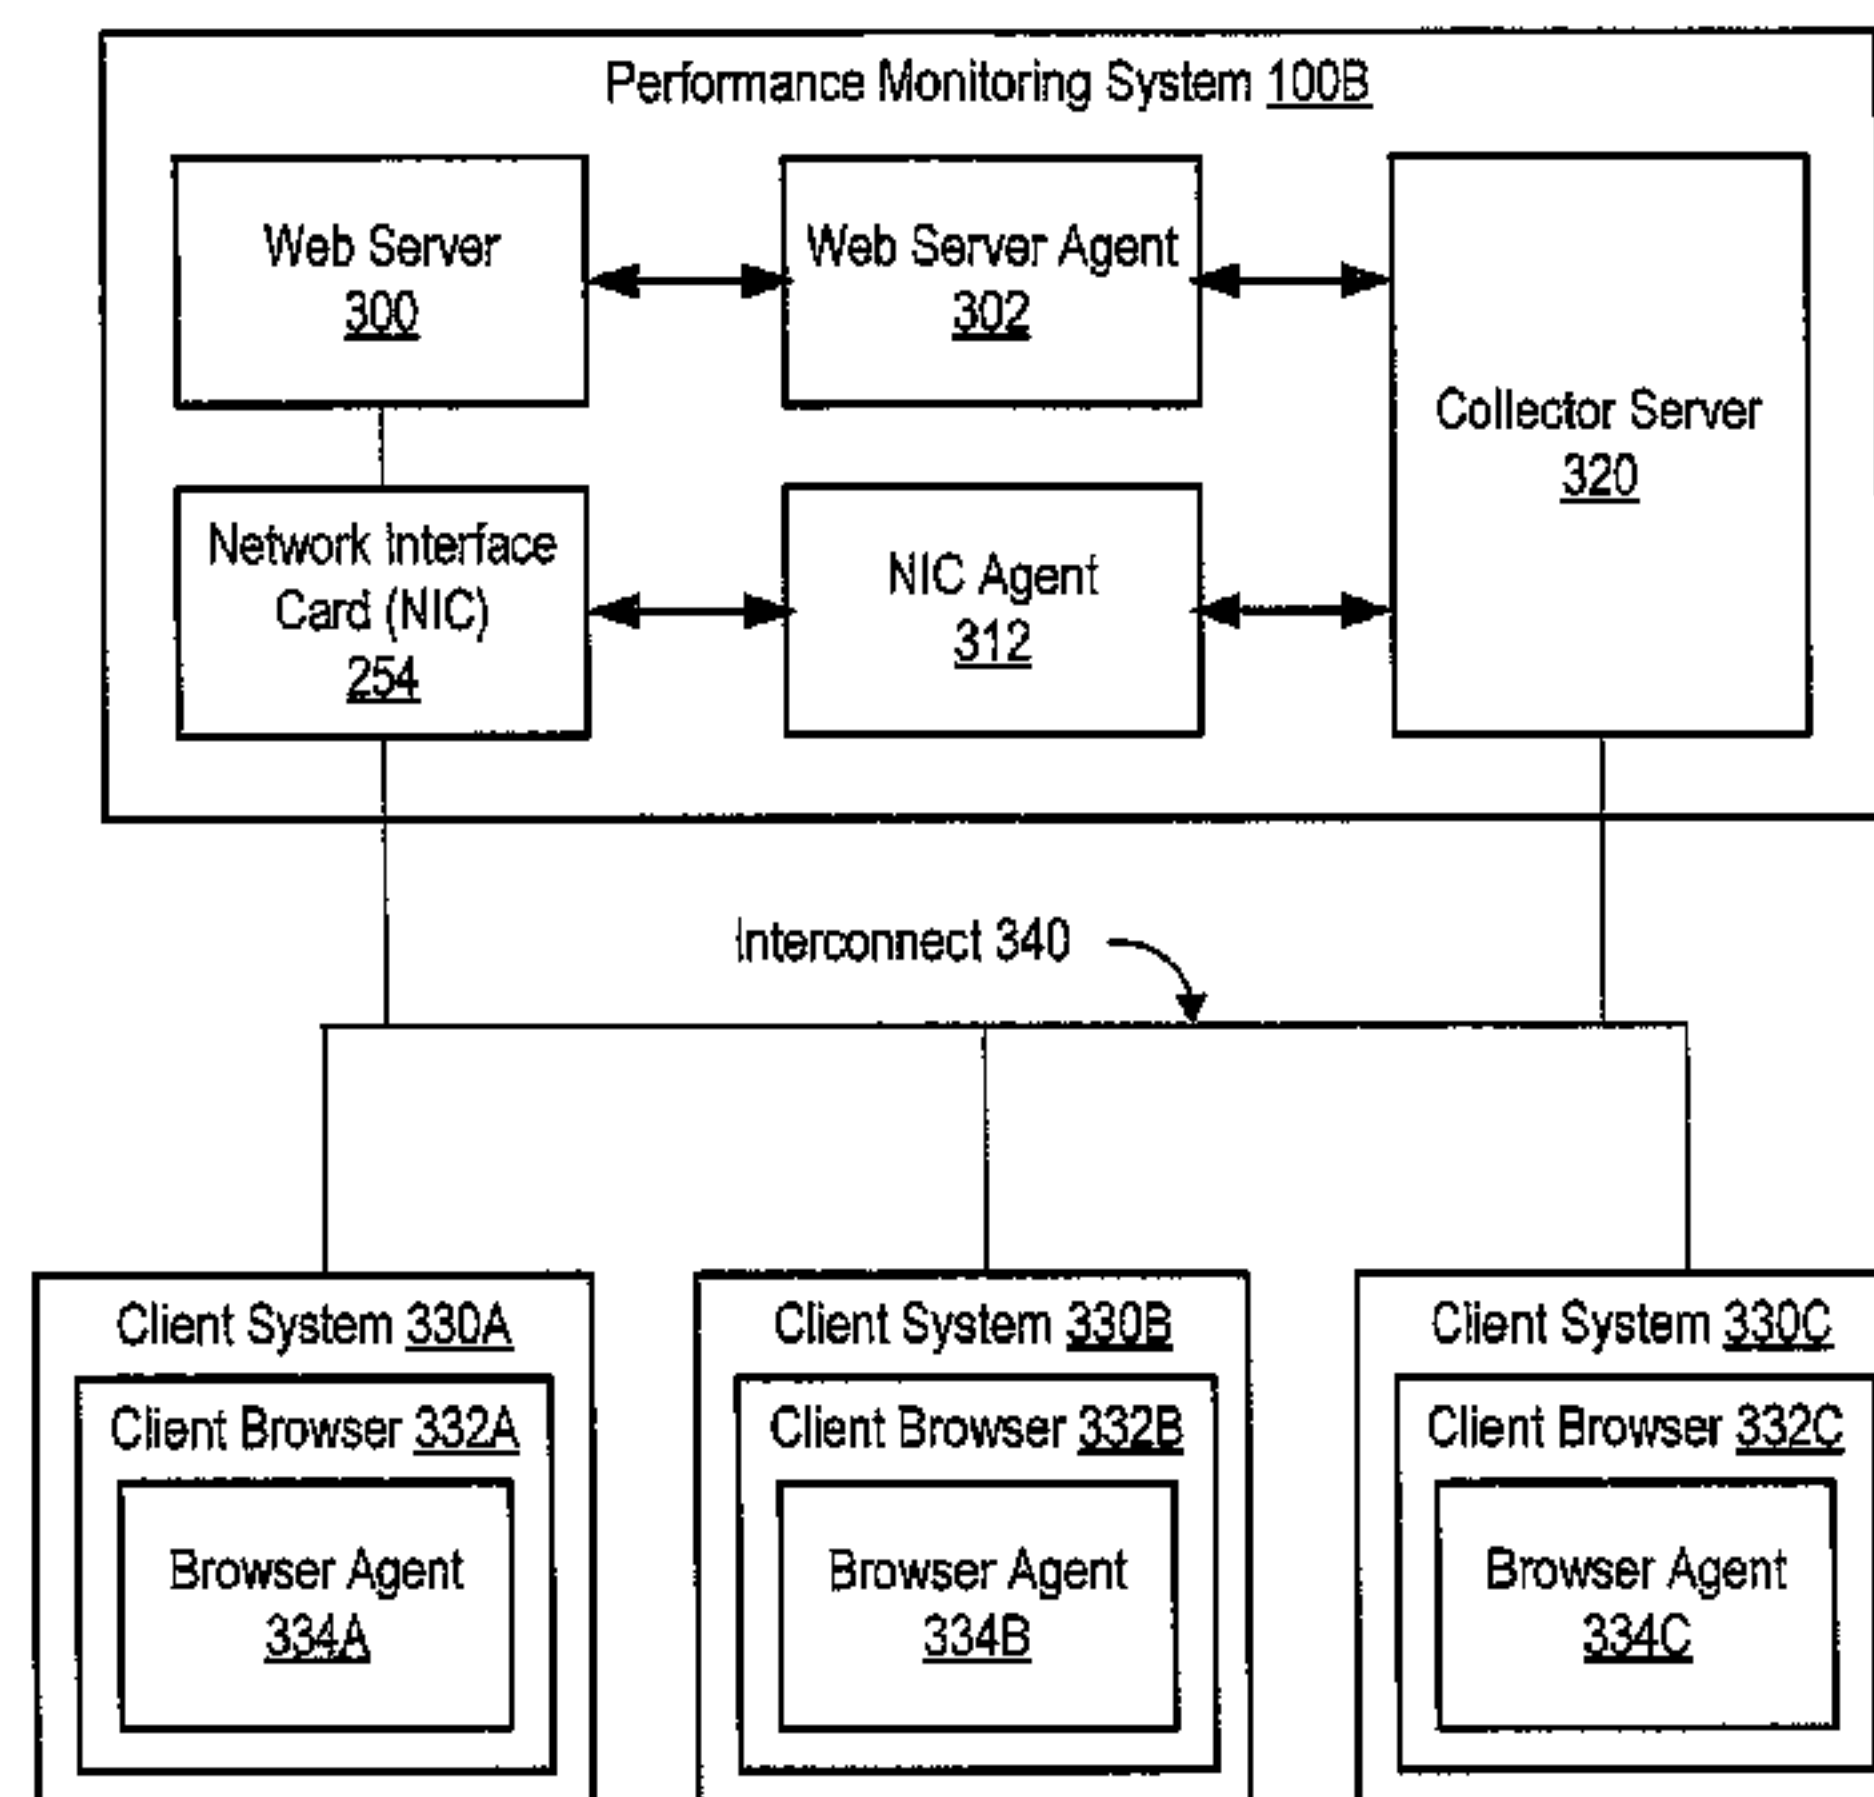 Performance Monitoring System 100B
Web Server
300
Web Server Agent
302
Collector Server
320
Network Interface
Card (NIC)
254
NIC Agent
312
Interconnect 340
Client System 330A
Client Browser 332A
Browser Agent
334A
Client System 330B
Client Browser 332B
Browser Agent
334B
Client System 330C
Client Browser 332C
Browser Agent
334C